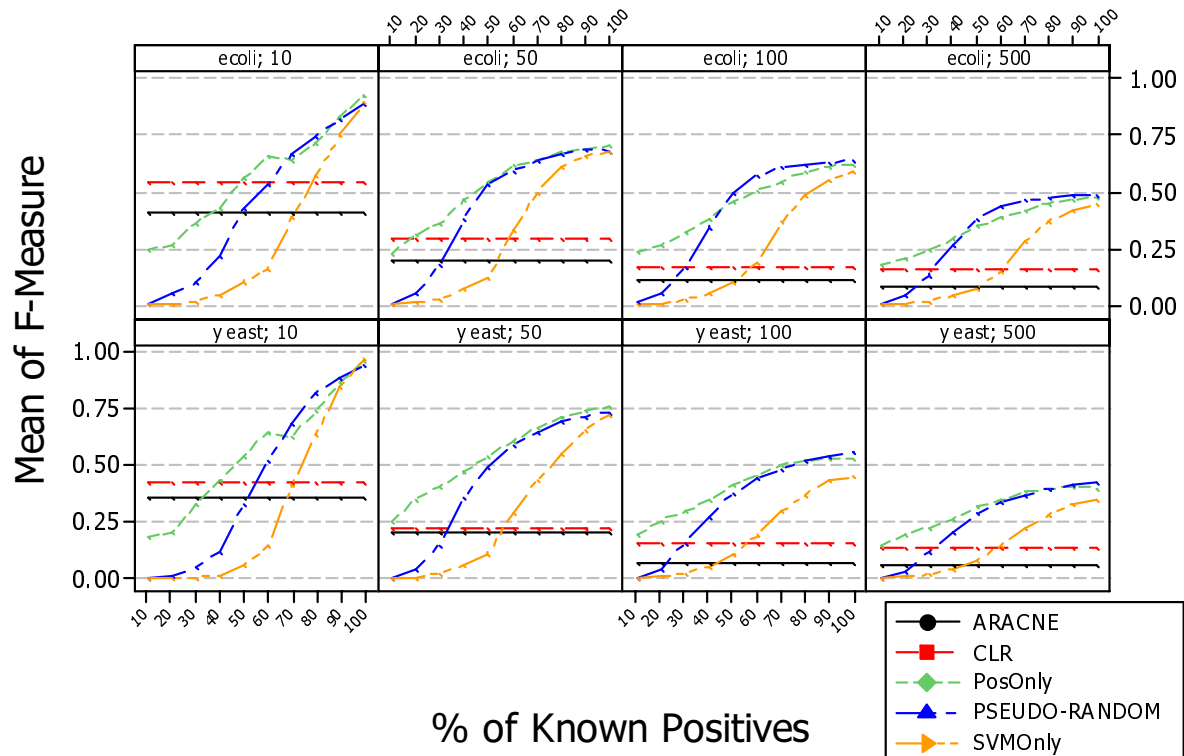 10 20 30 40 50 60 70 80 90 100 10 20 30 40 50 60 70 80 90 100
ecoli; 10 ecoli; 50 ecoli; 100 ecoli; 500
1.00
0.75
0.50
0.25
0.00
yeast; 10 yeast; 50 yeast; 100 yeast; 500
1.00
0.75
0.50
0.25
0.00
Mean of F-Measure
10 20 30 40 50 60 70 80 90 100 10 20 30 40 50 60 70 80 90 100
ARACNE
CLR
PosOnly
PSEUDO-RANDOM
SVMOnly
% of Known Positives